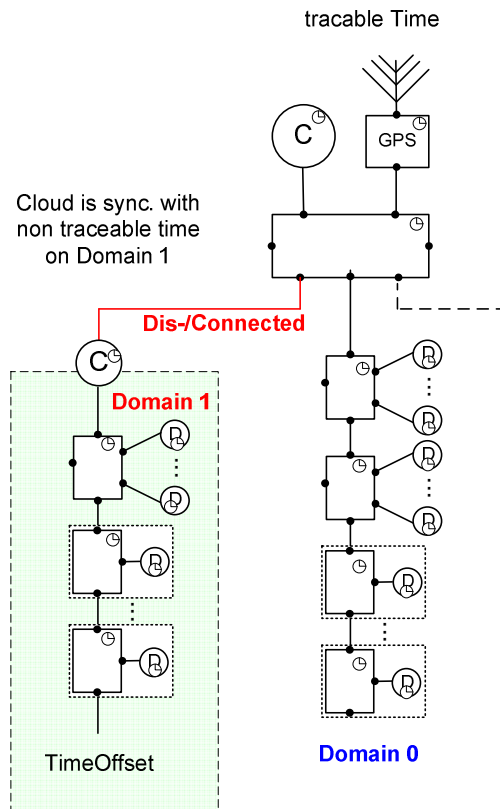 tracable Time
C
GPS
Cloud is sync. with
non traceable time
on Domain 1
Dis-/Connected
C
Domain 1
D
D
D
D
D
D
D
D
D
D
TimeOffset
Domain 0